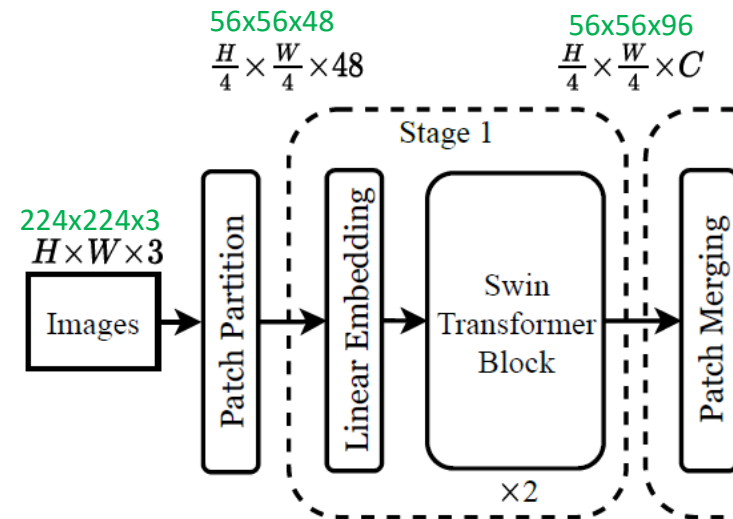 56x56x48
H/4 × W/4 × 48
56x56x96
H/4 × W/4 × C
Stage 1
224x224x3
H×W×3
Images
Patch Partition
Linear Embedding
Swin
Transformer
Block
Patch Merging
×2